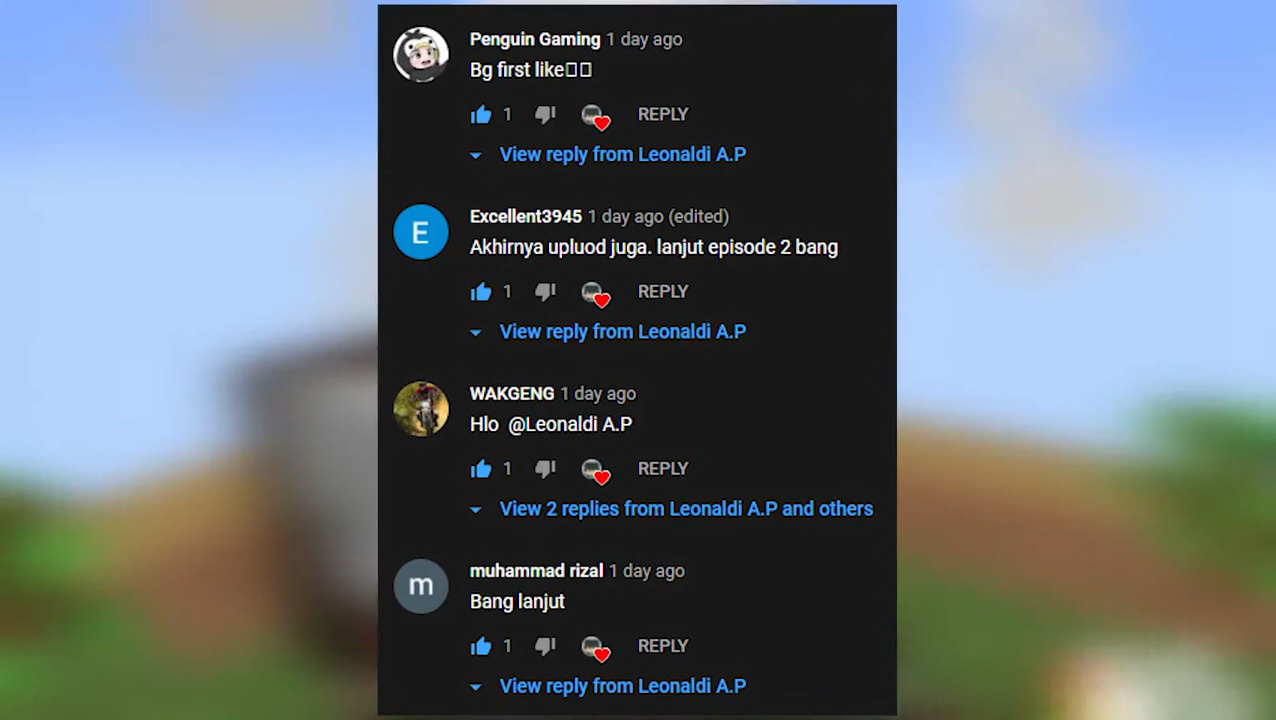 Penguin Gaming 1 day ago
Bg first like▯▯
1 REPLY
View reply from Leonaldi A.P
E
Excellent3945 1 day ago (edited)
Akhirnya upluod juga. lanjut episode 2 bang
1 REPLY
View reply from Leonaldi A.P
WAKGENG 1 day ago
Hlo @Leonaldi A.P
1 REPLY
View 2 replies from Leonaldi A.P and others
m
muhammad rizal 1 day ago
Bang lanjut
1 REPLY
View reply from Leonaldi A.P